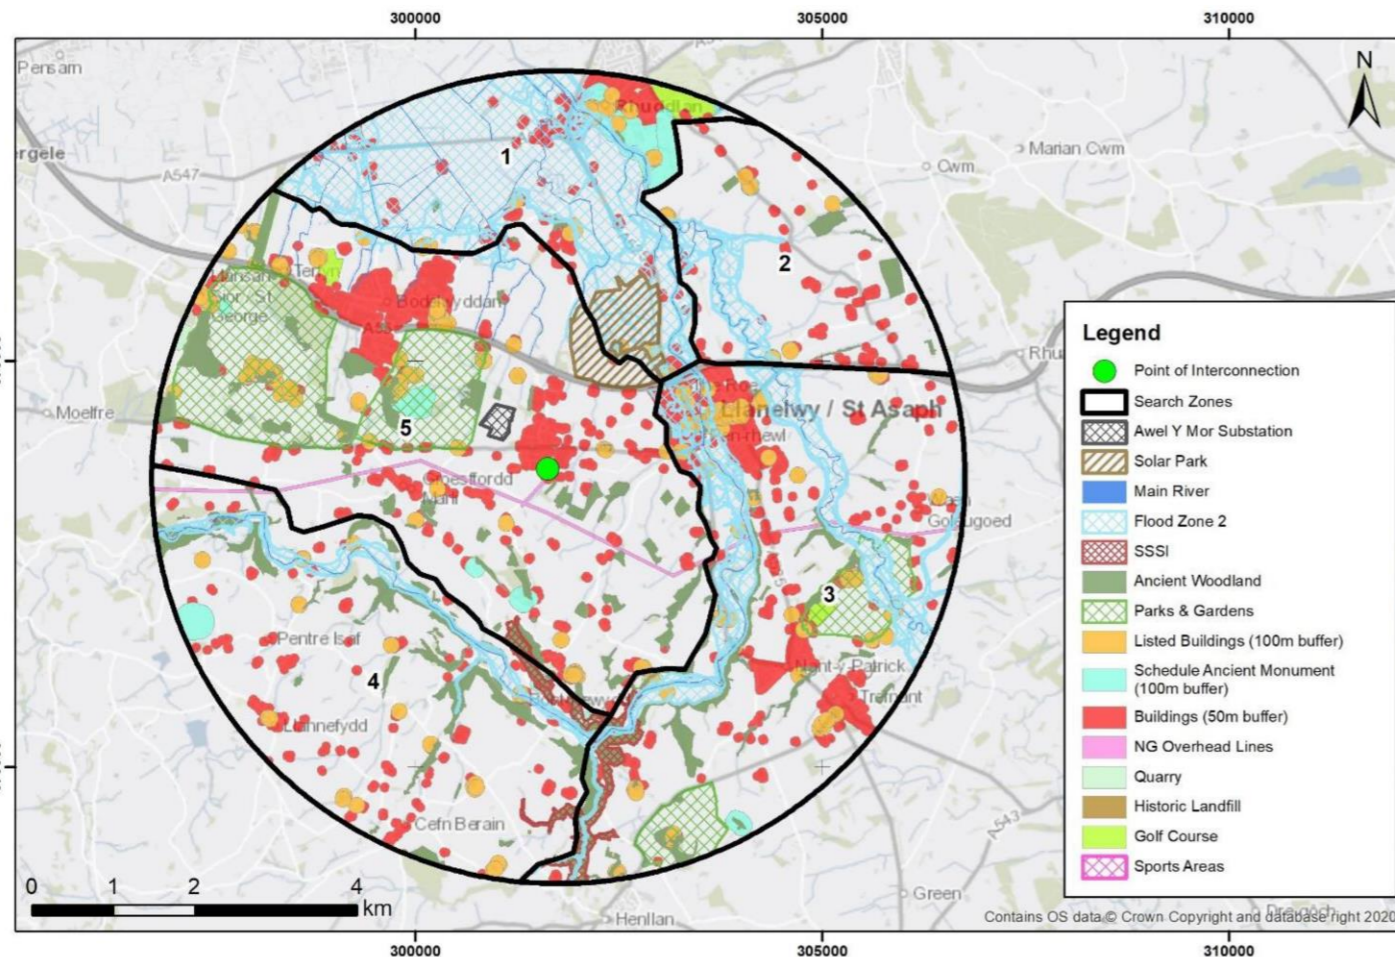 300000
305000
310000
Pensarn
N
Rhuddlan
1
Marian Cwm
ergele
Cwm
A547
2
Terfyn
Sior / St
George
Bodelwyddan
Legend
Point of Interconnection
Search Zones
Awel Y Mor Substation
Solar Park
Main River
Flood Zone 2
SSSI
Ancient Woodland
Parks & Gardens
Listed Buildings (100m buffer)
Schedule Ancient Monument
(100m buffer)
Buildings (50m buffer)
NG Overhead Lines
Quarry
Historic Landfill
Golf Course
Sports Areas
Rhu
Moelfre
Llanelwy / St Asaph
5
Groesffordd
Marli
Golugoed
3
Pentre Isaf
Nant-y-Patrick
Trefnant
4
Llannefydd
Cefn Berain
A543
0
1
2
4
km
Green
Henllan
Contains OS data © Crown Copyright and database right 2020
300000
305000
310000